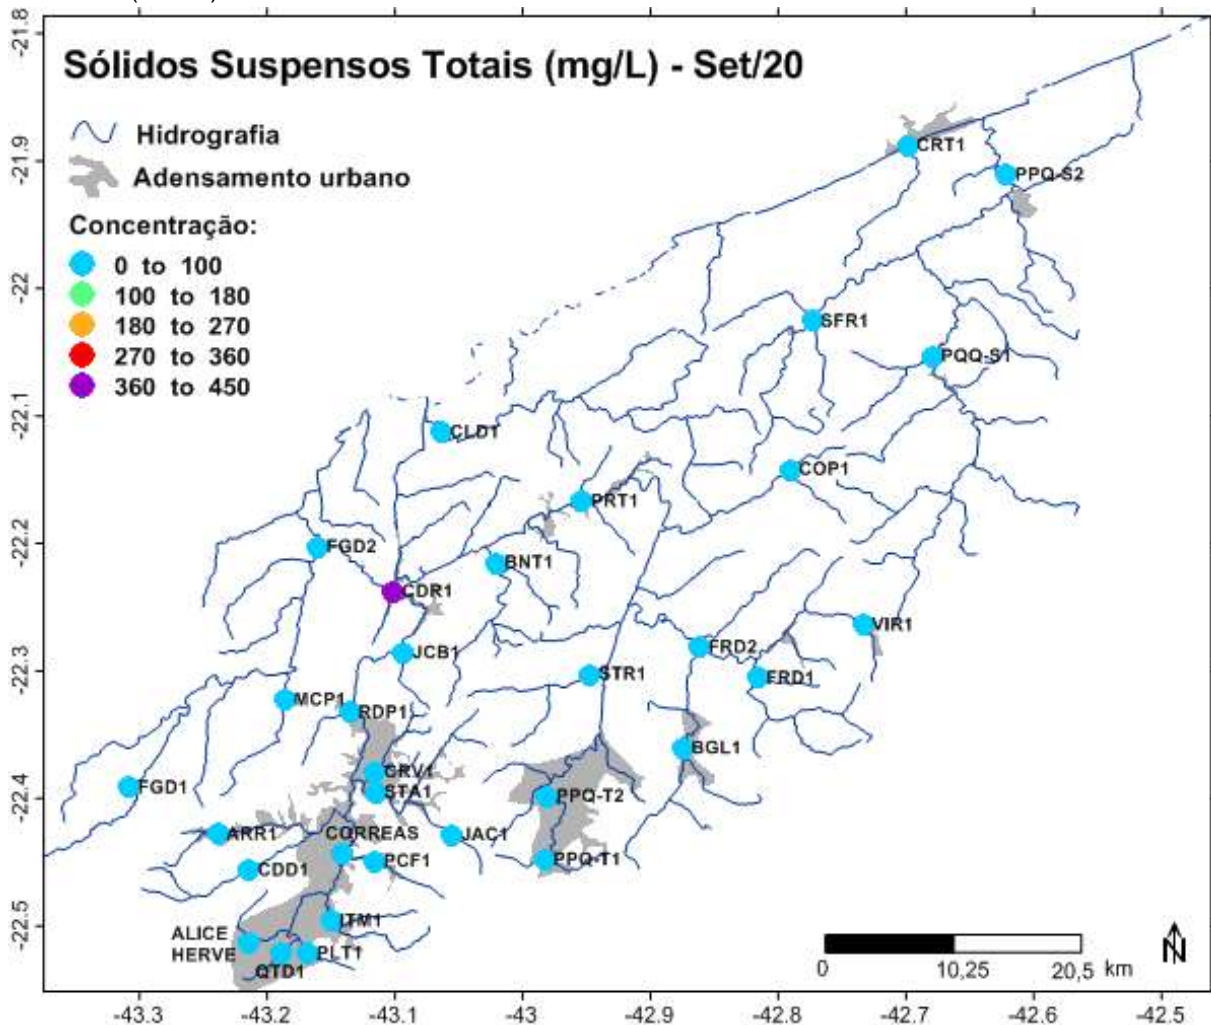 -21.8
Sólidos Suspensos Totais (mg/L) - Set/20
Hidrografia
Adensamento urbano
Concentração:
0 to 100
100 to 180
180 to 270
270 to 360
360 to 450
-21.9
-22
-22.1
-22.2
-22.3
-22.4
-22.5
CRT1
PPQ-S2
SFR1
PQQ-S1
CLD1
COP1
PRT1
FGD2
BNT1
CDR1
VIR1
JCB1
FRD2
STR1
FRD1
MCP1
RDP1
BGL1
CRV1
FGD1
STA1
PPQ-T2
ARR1
CORREAS
JAC1
CDD1
PCF1
PPQ-T1
ITM1
ALICE
HERVE
QTD1
PLT1
N
0 10,25 20,5 km
-43.3 -43.2 -43.1 -43 -42.9 -42.8 -42.7 -42.6 -42.5